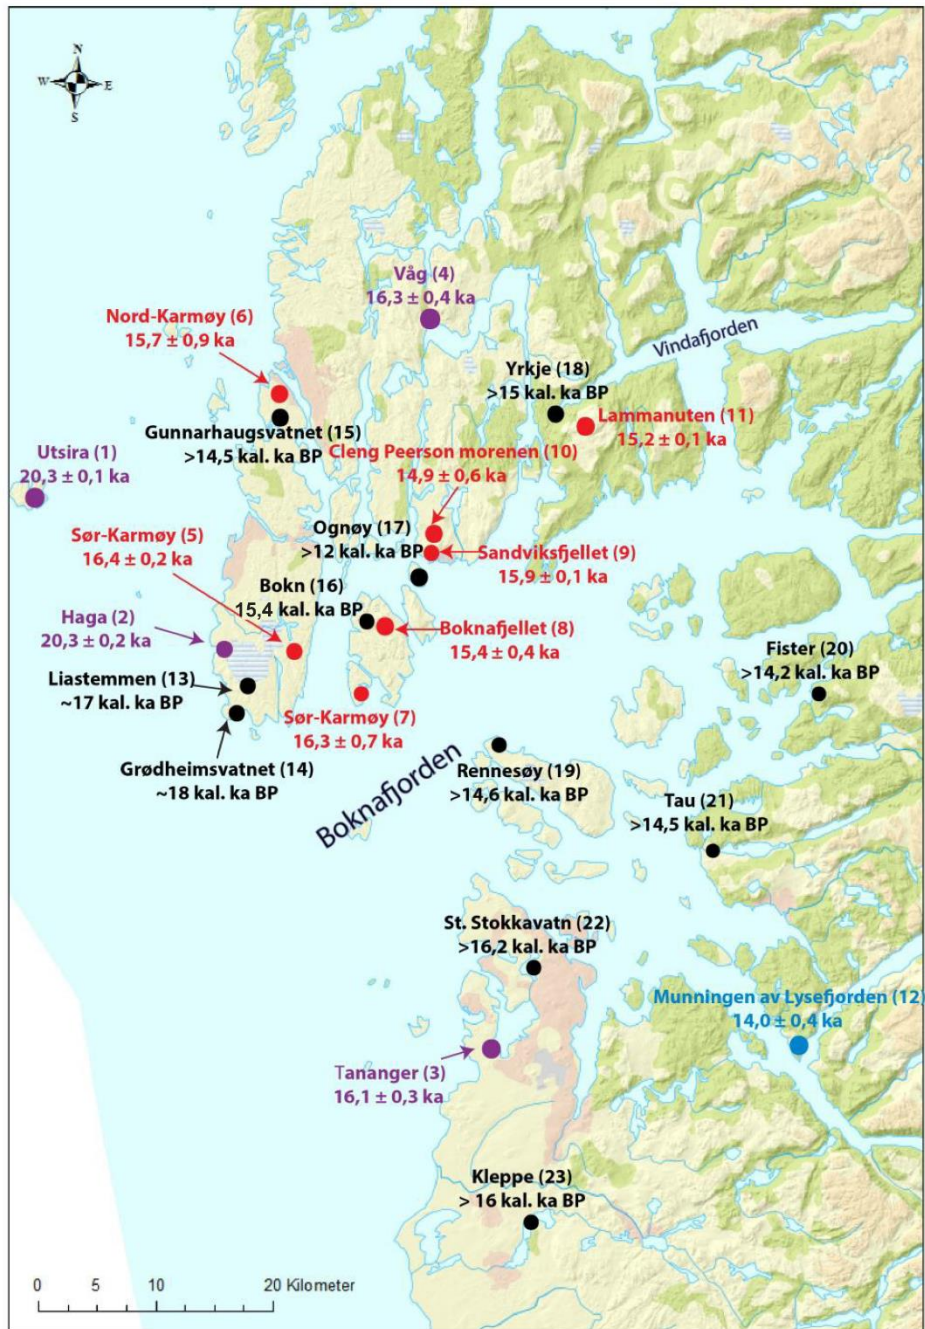 N
W E
S
Våg (4)
16,3 ± 0,4 ka
Nord-Karmøy (6)
15,7 ± 0,9 ka
Vindafjorden
Yrkje (18)
>15 kal. ka BP
Gunnarhaugsvatnet (15)
>14,5 kal. ka BP
Lammanuten (11)
15,2 ± 0,1 ka
Cleng Peerson morenen (10)
14,9 ± 0,6 ka
Utsira (1)
20,3 ± 0,1 ka
Sør-Karmøy (5)
16,4 ± 0,2 ka
Ognøy (17)
>12 kal. ka BP
Sandviksfjellet (9)
15,9 ± 0,1 ka
Bokn (16)
15,4 kal. ka BP
Haga (2)
20,3 ± 0,2 ka
Boknafjellet (8)
15,4 ± 0,4 ka
Fister (20)
>14,2 kal. ka BP
Liastemmen (13)
~17 kal. ka BP
Sør-Karmøy (7)
16,3 ± 0,7 ka
Grødheimsvatnet (14)
~18 kal. ka BP
Boknafjorden
Rennesøy (19)
>14,6 kal. ka BP
Tau (21)
>14,5 kal. ka BP
St. Stokkavatn (22)
>16,2 kal. ka BP
Munningen av Lysefjorden (12)
14,0 ± 0,4 ka
Tananger (3)
16,1 ± 0,3 ka
Kleppe (23)
> 16 kal. ka BP
0 5 10 20 Kilometer